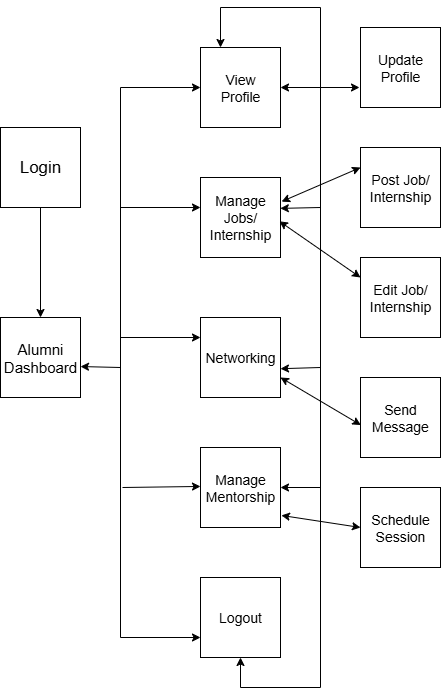 View
Profile
Update
Profile
Login
Manage
Jobs/
Internship
Post Job/
Internship
Edit Job/
Internship
Alumni
Dashboard
Networking
Send
Message
Manage
Mentorship
Schedule
Session
Logout